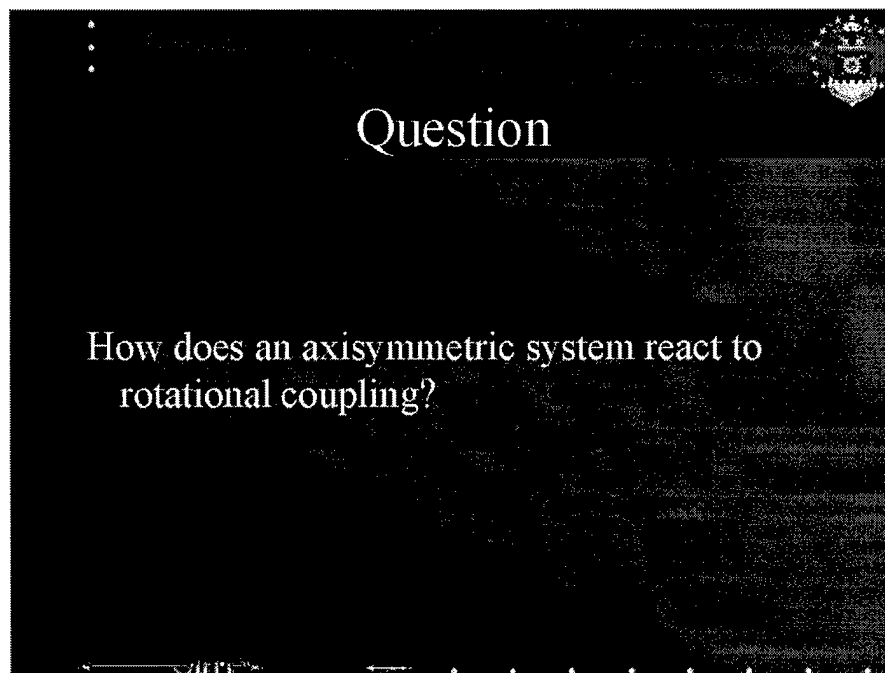 Question
How does an axisymmetric system react to
rotational coupling?